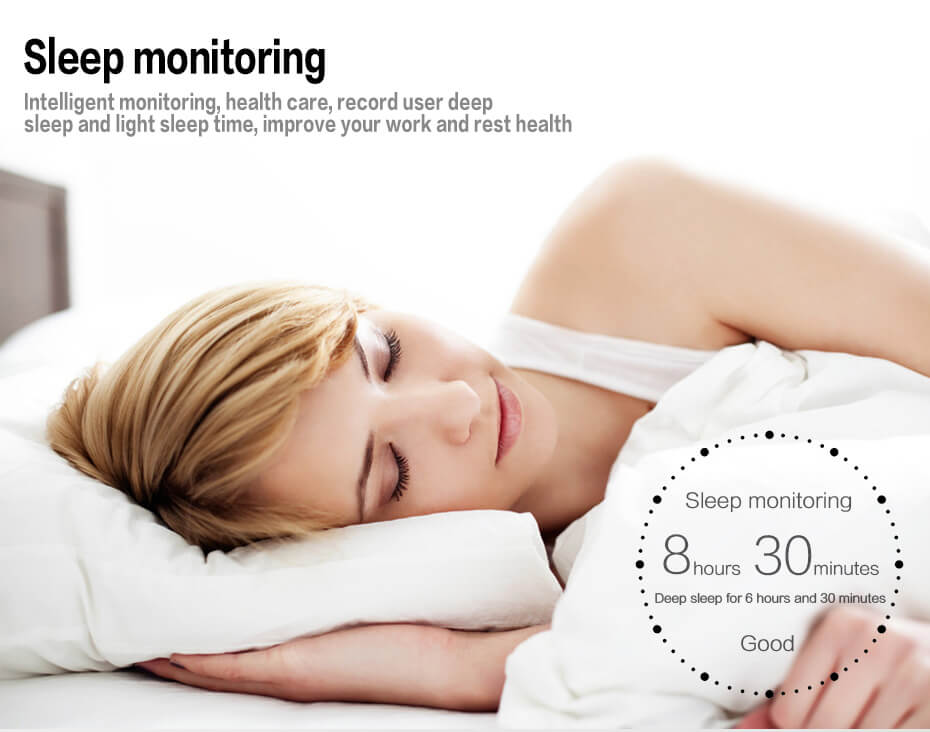 Sleep monitoring
Intelligent monitoring, health care, record user deep
sleep and light sleep time, improve your work and rest health
Sleep monitoring
8hours 30minutes
Deep sleep for 6 hours and 30 minutes
Good